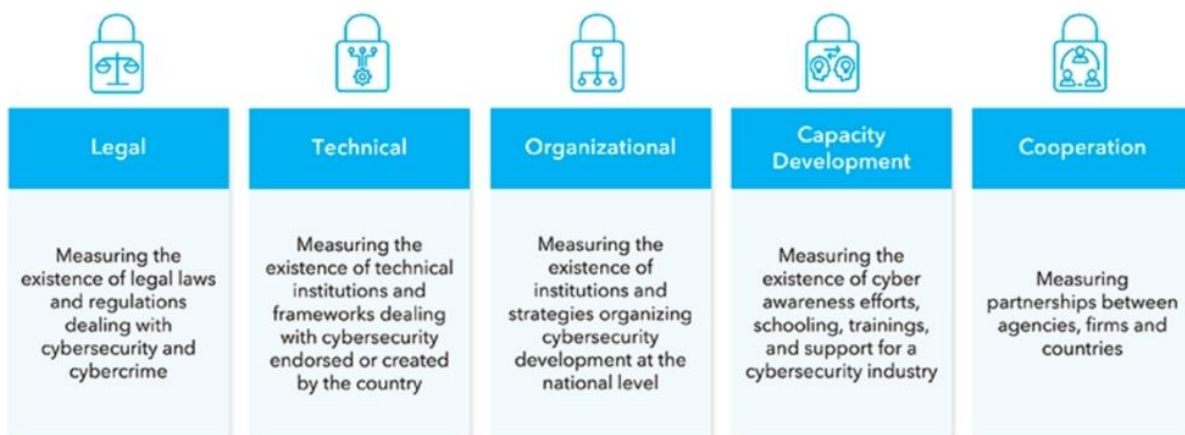 Legal
Measuring the
existence of legal laws
and regulations
dealing with
cybersecurity and
cybercrime
Technical
Measuring the
existence of technical
institutions and
frameworks dealing
with cybersecurity
endorsed or created
by the country
Organizational
Measuring the
existence of
institutions and
strategies organizing
cybersecurity
development at the
national level
Capacity
Development
Measuring the
existence of cyber
awareness efforts,
schooling, trainings,
and support for a
cybersecurity industry
Cooperation
Measuring
partnerships between
agencies, firms and
countries